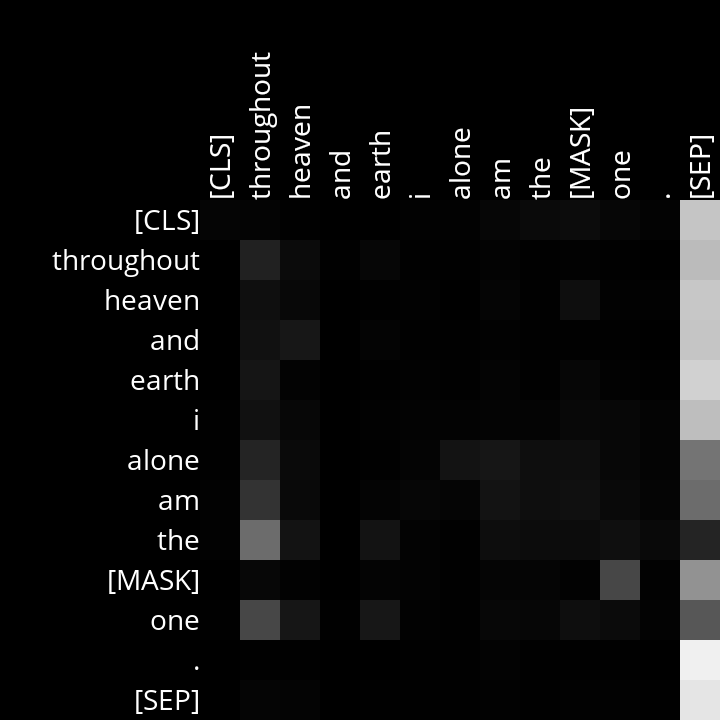 [CLS]
throughout
heaven
and
earth
i
alone
am
the
[MASK]
one
.
[SEP]
[CLS]
throughout
heaven
and
earth
i
alone
am
the
[MASK]
one
.
[SEP]